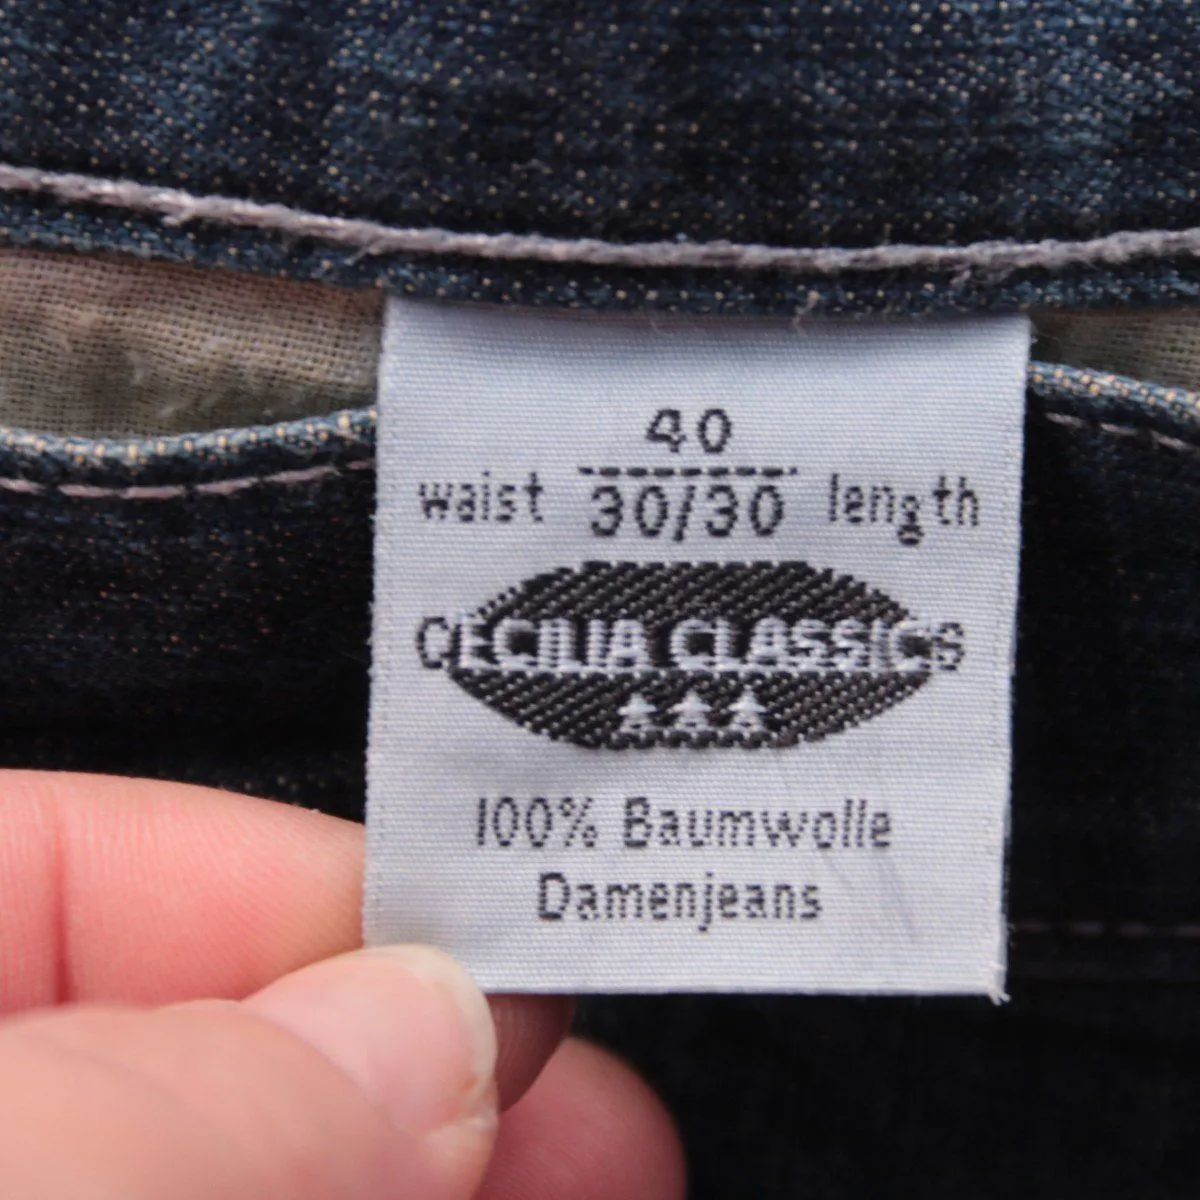 40
waist 30/30 length
CECILIA CLASSICS
100% Baumwolle
Damenjeans